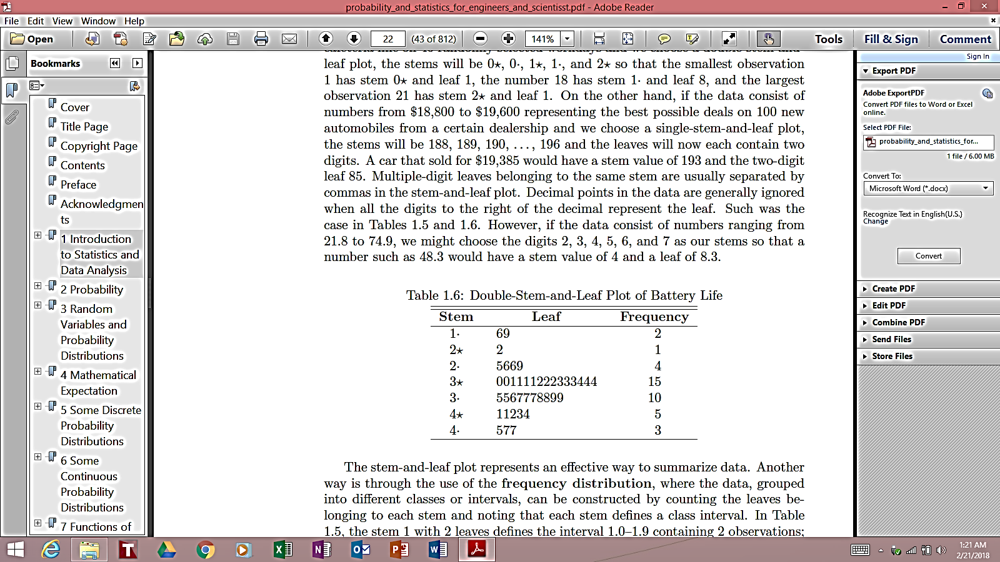 probability_and_statistics_for_engineers_and_scientisst.pdf - Adobe Reader
File Edit View Window Help
Open
22
(43 of 812)
141%
Tools
Fill & Sign
Comment
Bookmarks
Cover
Title Page
Copyright Page
Contents
Preface
Acknowledgmen
ts
1 Introduction
to Statistics and
Data Analysis
2 Probability
3 Random
Variables and
Probability
Distributions
4 Mathematical
Expectation
5 Some Discrete
Probability
Distributions
6 Some
Continuous
Probability
Distributions
7 Functions of
leaf plot, the stems will be 0⋆, 0·, 1⋆, 1·, and 2⋆ so that the smallest observation
1 has stem 0⋆ and leaf 1, the number 18 has stem 1· and leaf 8, and the largest
observation 21 has stem 2⋆ and leaf 1. On the other hand, if the data consist of
numbers from $18,800 to $19,600 representing the best possible deals on 100 new
automobiles from a certain dealership and we choose a single-stem-and-leaf plot,
the stems will be 188, 189, 190, ..., 196 and the leaves will now each contain two
digits. A car that sold for $19,385 would have a stem value of 193 and the two-digit
leaf 85. Multiple-digit leaves belonging to the same stem are usually separated by
commas in the stem-and-leaf plot. Decimal points in the data are generally ignored
when all the digits to the right of the decimal represent the leaf. Such was the
case in Tables 1.5 and 1.6. However, if the data consist of numbers ranging from
21.8 to 74.9, we might choose the digits 2, 3, 4, 5, 6, and 7 as our stems so that a
number such as 48.3 would have a stem value of 4 and a leaf of 8.3.
Table 1.6: Double-Stem-and-Leaf Plot of Battery Life
Stem Leaf Frequency
1· 69 2
2⋆ 2 1
2· 5669 4
3⋆ 001111222333444 15
3· 5567778899 10
4⋆ 11234 5
4· 577 3
The stem-and-leaf plot represents an effective way to summarize data. Another
way is through the use of the frequency distribution, where the data, grouped
into different classes or intervals, can be constructed by counting the leaves be-
longing to each stem and noting that each stem defines a class interval. In Table
1.5, the stem 1 with 2 leaves defines the interval 1.0–1.9 containing 2 observations;
Sign In
Export PDF
Adobe ExportPDF
Convert PDF files to Word or Excel
online.
Select PDF File:
probability_and_statistics_for...
1 file / 6.00 MB
Convert To:
Microsoft Word (*.docx)
Recognize Text in English(U.S.)
Change
Convert
Create PDF
Edit PDF
Combine PDF
Send Files
Store Files
1:21 AM
2/21/2018